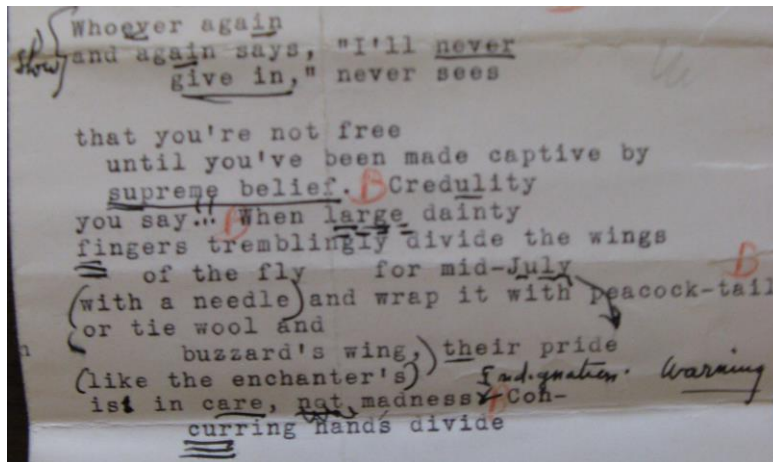 Whoever again
and again says, "I'll never
give in," never sees
slow
that you're not free
until you've been made captive by
supreme belief. B Credulity
you say... B When large dainty
fingers tremblingly divide the wings
of the fly for mid-July B
(with a needle) and wrap it with peacock-tail
(or tie wool and
buzzard's wing,) their pride
(like the enchanter's) Indignation. Warning
is in care, not madness. B Con-
curring hands divide